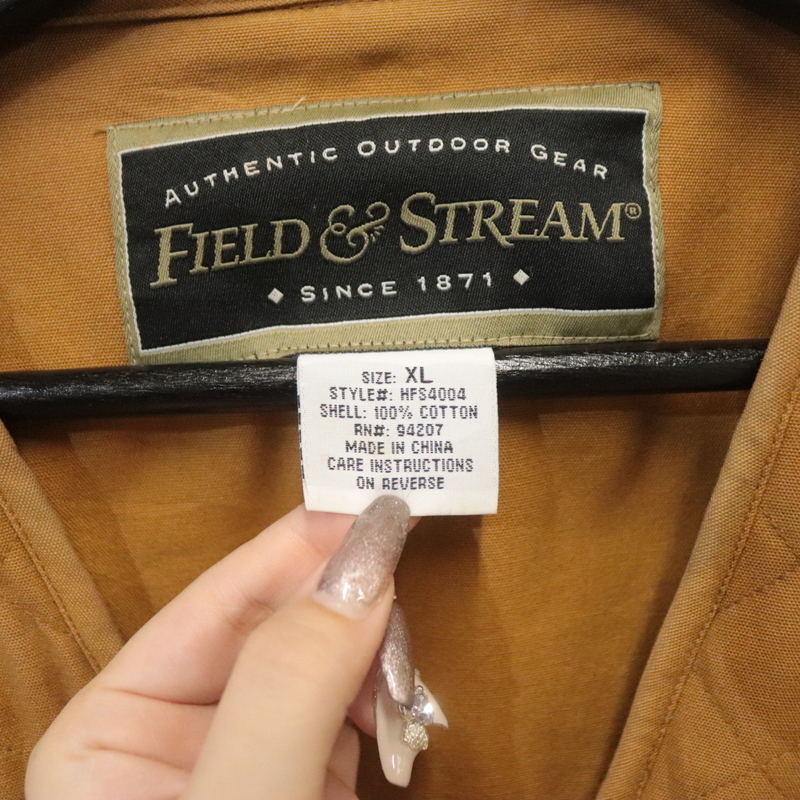 AUTHENTIC OUTDOOR GEAR
FIELD & STREAM®
◆ SINCE 1871 ◆
SIZE: XL
STYLE#: HFS4004
SHELL: 100% COTTON
RN#: 94207
MADE IN CHINA
CARE INSTRUCTIONS
ON REVERSE